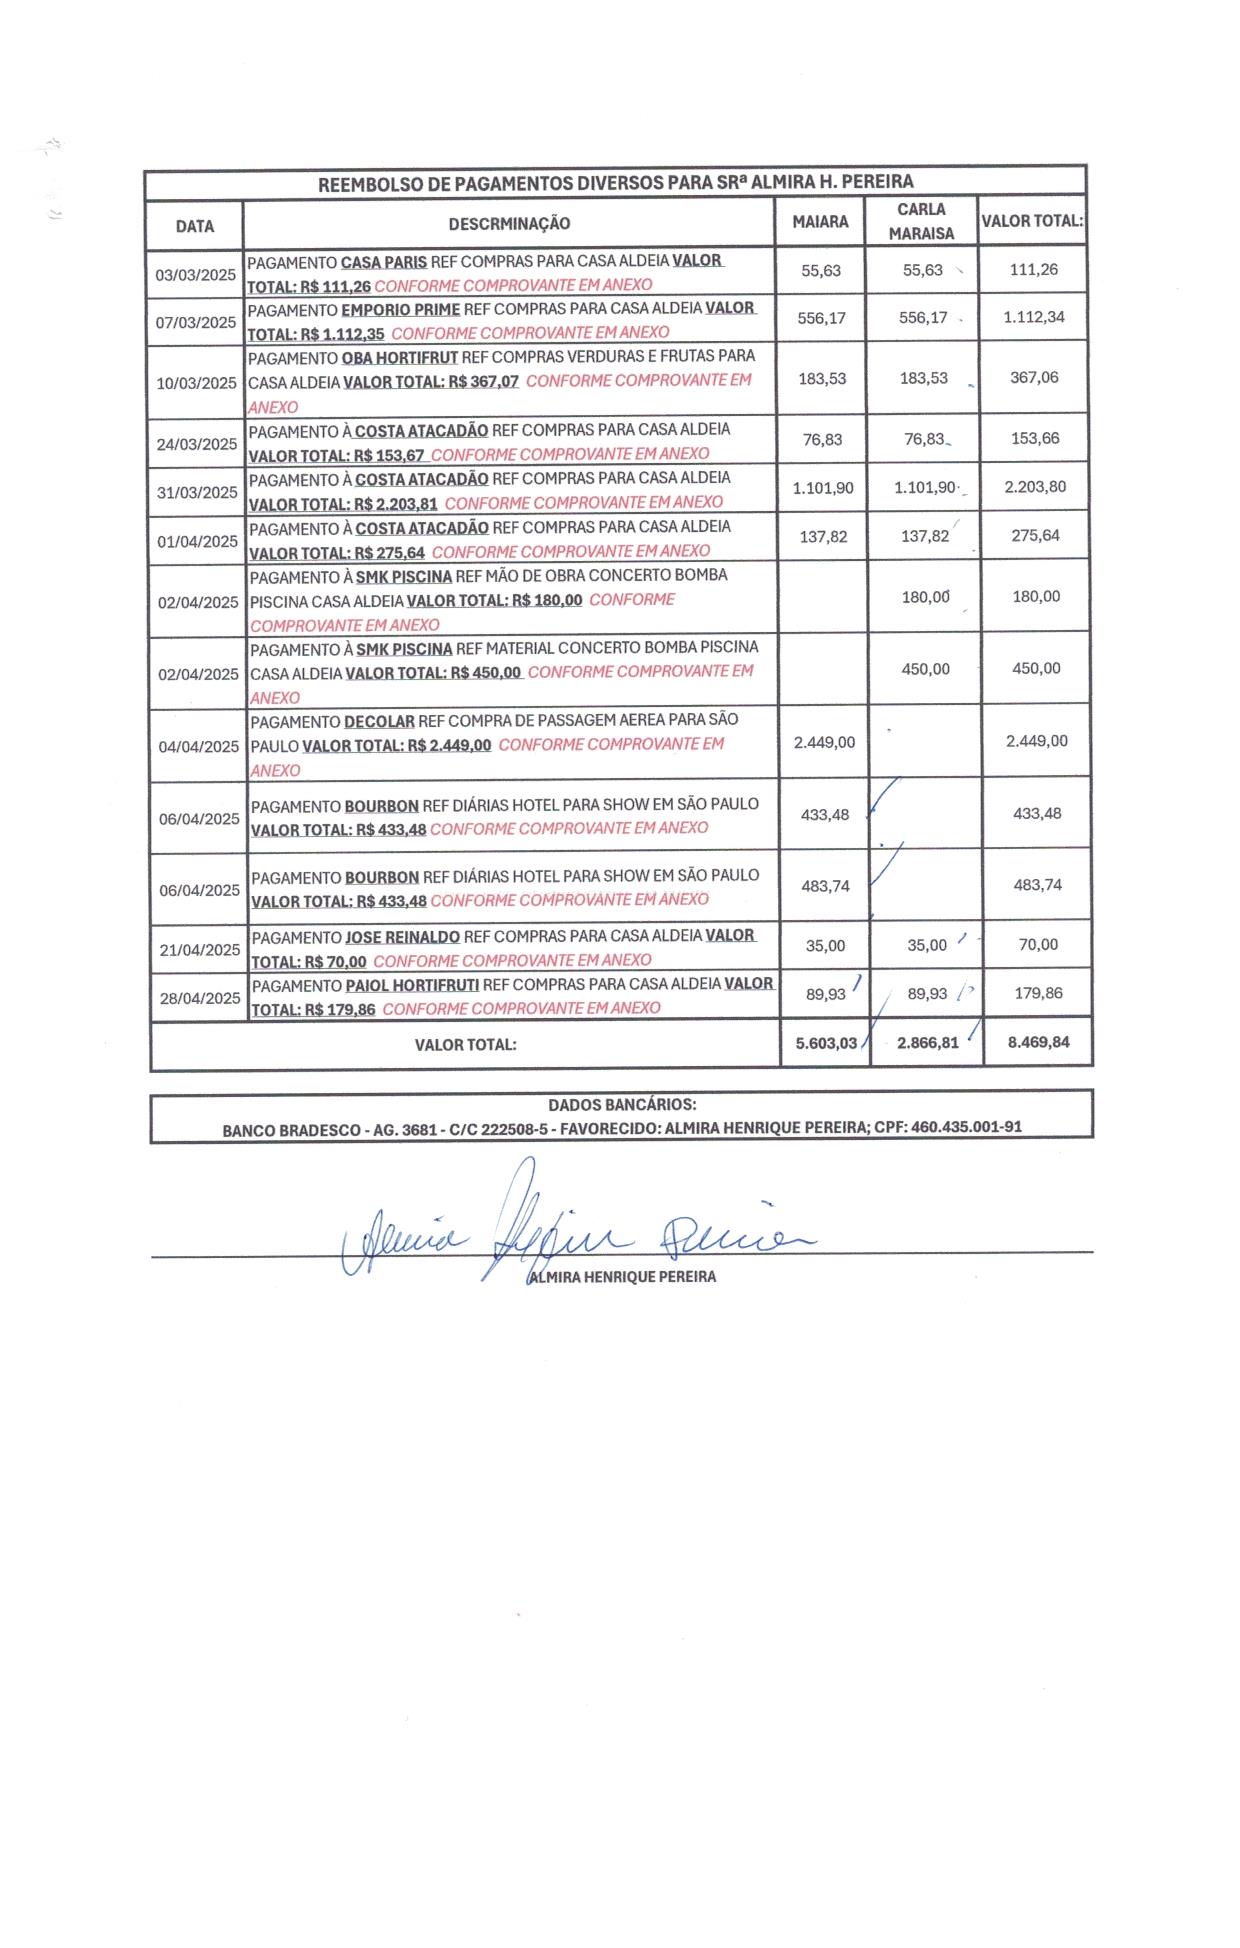 REEMBOLSO DE PAGAMENTOS DIVERSOS PARA SRª ALMIRA H. PEREIRA
DATA DESCRMINAÇÃO MAIARA CARLA MARAISA VALOR TOTAL:
03/03/2025 PAGAMENTO CASA PARIS REF COMPRAS PARA CASA ALDEIA VALOR
TOTAL: R$ 111,26 CONFORME COMPROVANTE EM ANEXO 55,63 55,63 111,26
07/03/2025 PAGAMENTO EMPORIO PRIME REF COMPRAS PARA CASA ALDEIA VALOR
TOTAL: R$ 1.112,35 CONFORME COMPROVANTE EM ANEXO 556,17 556,17 1.112,34
10/03/2025 PAGAMENTO OBA HORTIFRUT REF COMPRAS VERDURAS E FRUTAS PARA
CASA ALDEIA VALOR TOTAL: R$ 367,07 CONFORME COMPROVANTE EM
ANEXO 183,53 183,53 367,06
24/03/2025 PAGAMENTO À COSTA ATACADÃO REF COMPRAS PARA CASA ALDEIA
VALOR TOTAL: R$ 153,67 CONFORME COMPROVANTE EM ANEXO 76,83 76,83 153,66
31/03/2025 PAGAMENTO À COSTA ATACADÃO REF COMPRAS PARA CASA ALDEIA
VALOR TOTAL: R$ 2.203,81 CONFORME COMPROVANTE EM ANEXO 1.101,90 1.101,90 2.203,80
01/04/2025 PAGAMENTO À COSTA ATACADÃO REF COMPRAS PARA CASA ALDEIA
VALOR TOTAL: R$ 275,64 CONFORME COMPROVANTE EM ANEXO 137,82 137,82 275,64
02/04/2025 PAGAMENTO À SMK PISCINA REF MÃO DE OBRA CONCERTO BOMBA
PISCINA CASA ALDEIA VALOR TOTAL: R$ 180,00 CONFORME
COMPROVANTE EM ANEXO 180,00 180,00
02/04/2025 PAGAMENTO À SMK PISCINA REF MATERIAL CONCERTO BOMBA PISCINA
CASA ALDEIA VALOR TOTAL: R$ 450,00 CONFORME COMPROVANTE EM
ANEXO 450,00 450,00
04/04/2025 PAGAMENTO DECOLAR REF COMPRA DE PASSAGEM AEREA PARA SÃO
PAULO VALOR TOTAL: R$ 2.449,00 CONFORME COMPROVANTE EM
ANEXO 2.449,00 2.449,00
06/04/2025 PAGAMENTO BOURBON REF DIÁRIAS HOTEL PARA SHOW EM SÃO PAULO
VALOR TOTAL: R$ 433,48 CONFORME COMPROVANTE EM ANEXO 433,48 433,48
06/04/2025 PAGAMENTO BOURBON REF DIÁRIAS HOTEL PARA SHOW EM SÃO PAULO
VALOR TOTAL: R$ 433,48 CONFORME COMPROVANTE EM ANEXO 483,74 483,74
21/04/2025 PAGAMENTO JOSE REINALDO REF COMPRAS PARA CASA ALDEIA VALOR
TOTAL: R$ 70,00 CONFORME COMPROVANTE EM ANEXO 35,00 35,00 70,00
28/04/2025 PAGAMENTO PAIOL HORTIFRUTI REF COMPRAS PARA CASA ALDEIA VALOR
TOTAL: R$ 179,86 CONFORME COMPROVANTE EM ANEXO 89,93 89,93 179,86
VALOR TOTAL: 5.603,03 2.866,81 8.469,84
DADOS BANCÁRIOS:
BANCO BRADESCO - AG. 3681 - C/C 222508-5 - FAVORECIDO: ALMIRA HENRIQUE PEREIRA; CPF: 460.435.001-91
ALMIRA HENRIQUE PEREIRA